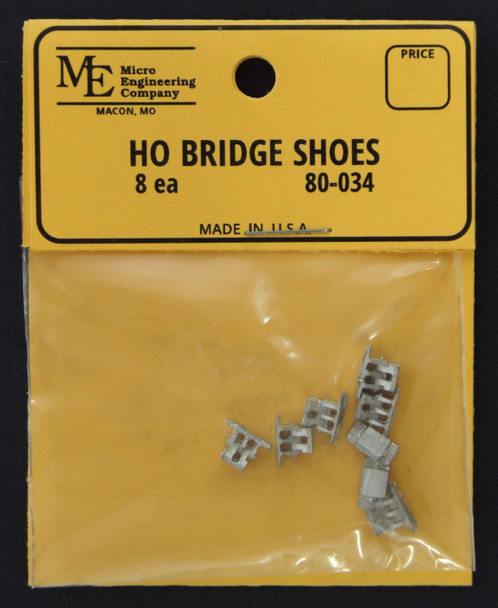 ME Micro
Engineering
Company
MACON, MO
PRICE
HO BRIDGE SHOES
8 ea 80-034
MADE IN U.S.A.